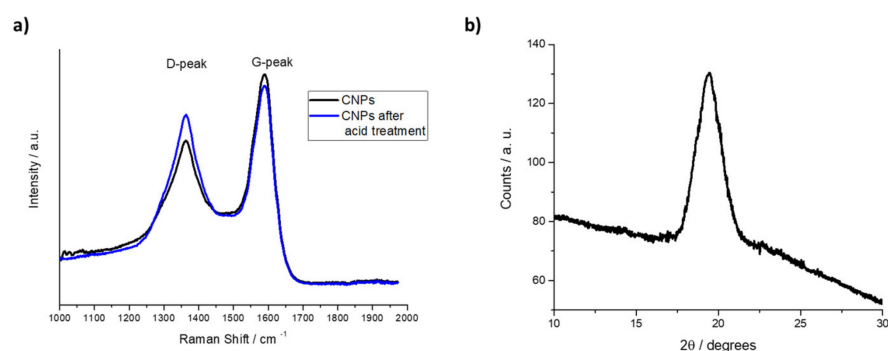 a)
D-peak
G-peak
CNPs
CNPs after
acid treatment
Intensity / a.u.
1000 1100 1200 1300 1400 1500 1600 1700 1800 1900 2000
Raman Shift / cm⁻¹
b)
140
120
100
80
60
Counts / a. u.
10 15 20 25 30
2θ / degrees